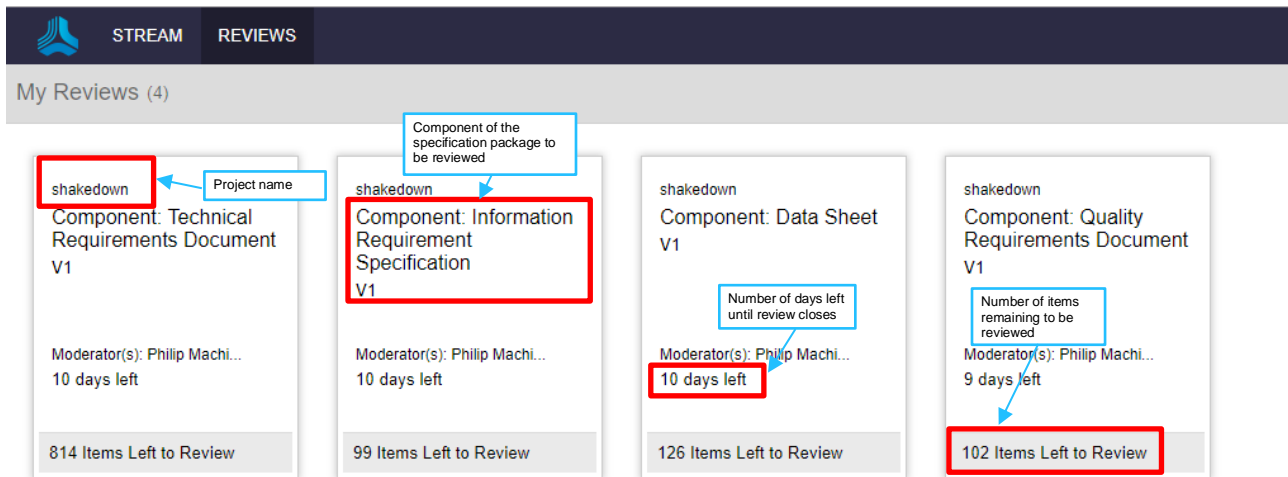 STREAM REVIEWS
My Reviews (4)
shakedown
Project name
Component: Technical
Requirements Document
V1
Moderator(s): Philip Machi...
10 days left
814 Items Left to Review
Component of the
specification package to
be reviewed
shakedown
Component: Information
Requirement
Specification
V1
Moderator(s): Philip Machi...
10 days left
99 Items Left to Review
shakedown
Component: Data Sheet
V1
Number of days left
until review closes
Moderator(s): Philip Machi...
10 days left
126 Items Left to Review
shakedown
Component: Quality
Requirements Document
V1
Number of items
remaining to be
reviewed
Moderator(s): Philip Machi...
9 days left
102 Items Left to Review